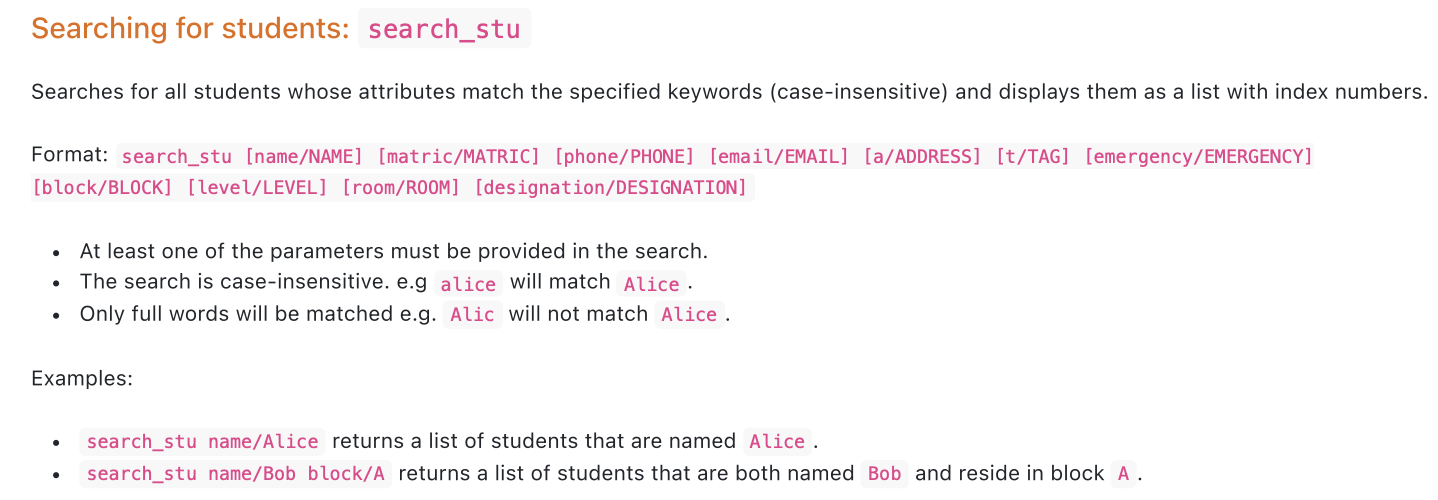 Searching for students: search_stu
Searches for all students whose attributes match the specified keywords (case-insensitive) and displays them as a list with index numbers.
Format: search_stu [name/NAME] [matric/MATRIC] [phone/PHONE] [email/EMAIL] [a/ADDRESS] [t/TAG] [emergency/EMERGENCY]
[block/BLOCK] [level/LEVEL] [room/ROOM] [designation/DESIGNATION]
• At least one of the parameters must be provided in the search.
• The search is case-insensitive. e.g alice will match Alice .
• Only full words will be matched e.g. Alic will not match Alice .
Examples:
• search_stu name/Alice returns a list of students that are named Alice .
• search_stu name/Bob block/A returns a list of students that are both named Bob and reside in block A .